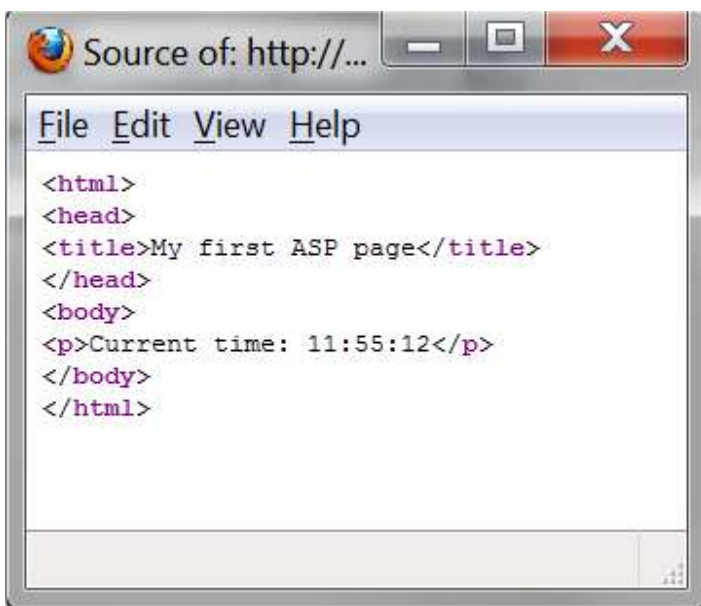 Source of: http://...
File Edit View Help
<html>
<head>
<title>My first ASP page</title>
</head>
<body>
<p>Current time: 11:55:12</p>
</body>
</html>